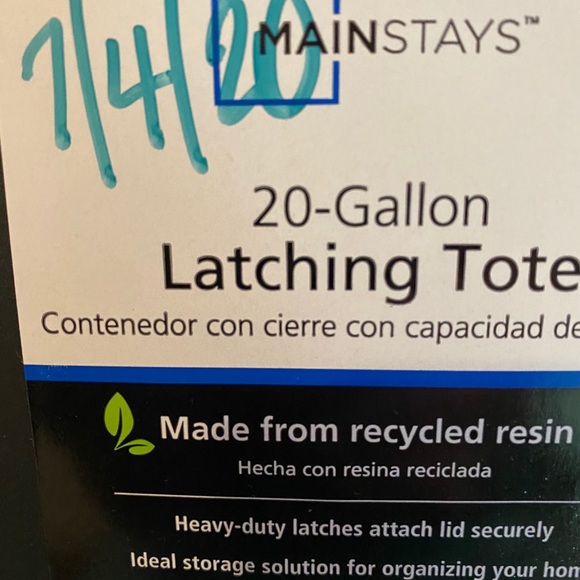 7/4/20
MAINSTAYS™
20-Gallon
Latching Tote
Contenedor con cierre con capacidad de
Made from recycled resin
Hecha con resina reciclada
Heavy-duty latches attach lid securely
Ideal storage solution for organizing your hom